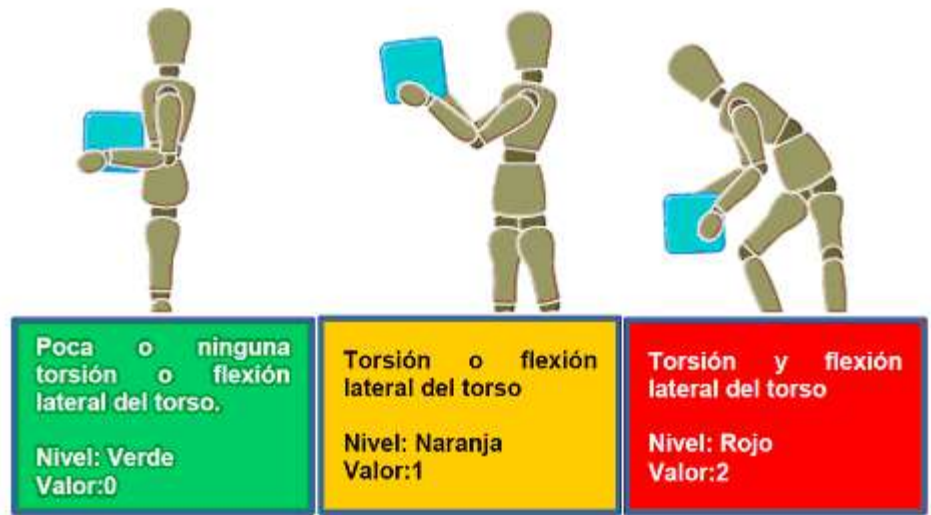 Poca o ninguna
torsión o flexión
lateral del torso.
Nivel: Verde
Valor:0
Torsión o flexión
lateral del torso
Nivel: Naranja
Valor:1
Torsión y flexión
lateral del torso
Nivel: Rojo
Valor:2